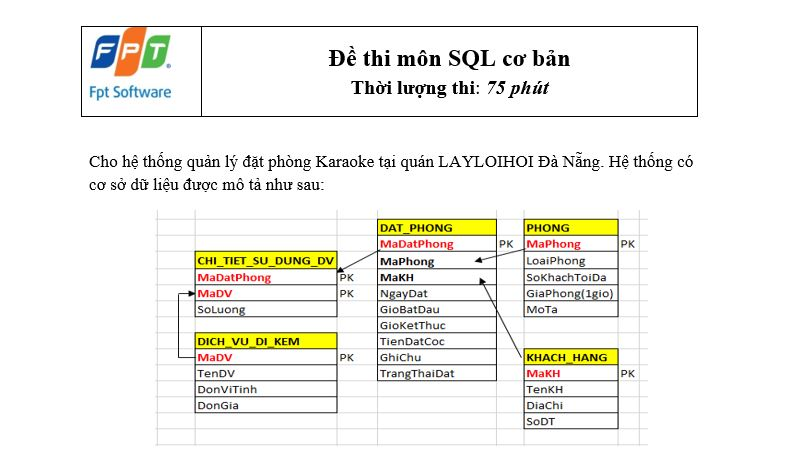 FPT
Fpt Software
Đề thi môn SQL cơ bản
Thời lượng thi: 75 phút
Cho hệ thống quản lý đặt phòng Karaoke tại quán LAYLOIHOI Đà Nẵng. Hệ thống có
cơ sở dữ liệu được mô tả như sau:
CHI_TIET_SU_DUNG_DV
MaDatPhong PK
MaDV PK
SoLuong
DICH_VU_DI_KEM
MaDV PK
TenDV
DonViTinh
DonGia
DAT_PHONG
MaDatPhong PK
MaPhong
MaKH
NgayDat
GioBatDau
GioKetThuc
TienDatCoc
GhiChu
TrangThaiDat
PHONG
MaPhong PK
LoaiPhong
SoKhachToiDa
GiaPhong(1gio)
MoTa
KHACH_HANG
MaKH PK
TenKH
DiaChi
SoDT